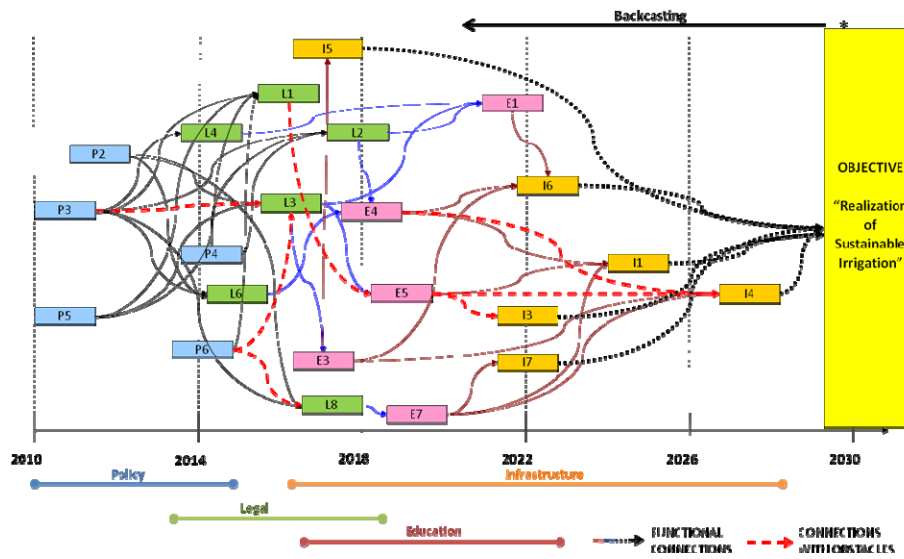 Backcasting
*
I5
L1
E1
L4
L2
P2
OBJECTIVE
I6
P3
L3
E4
"Realization
of
Sustainable
Irrigation"
P4
I1
L6
E5
I4
P5
I3
P6
E3
I7
L8
E7
2010
2014
2018
2022
2026
2030
Policy
Infrastructure
Legal
Education
FUNCTIONAL
CONNECTIONS
CONNECTIONS
WITH OBSTACLES